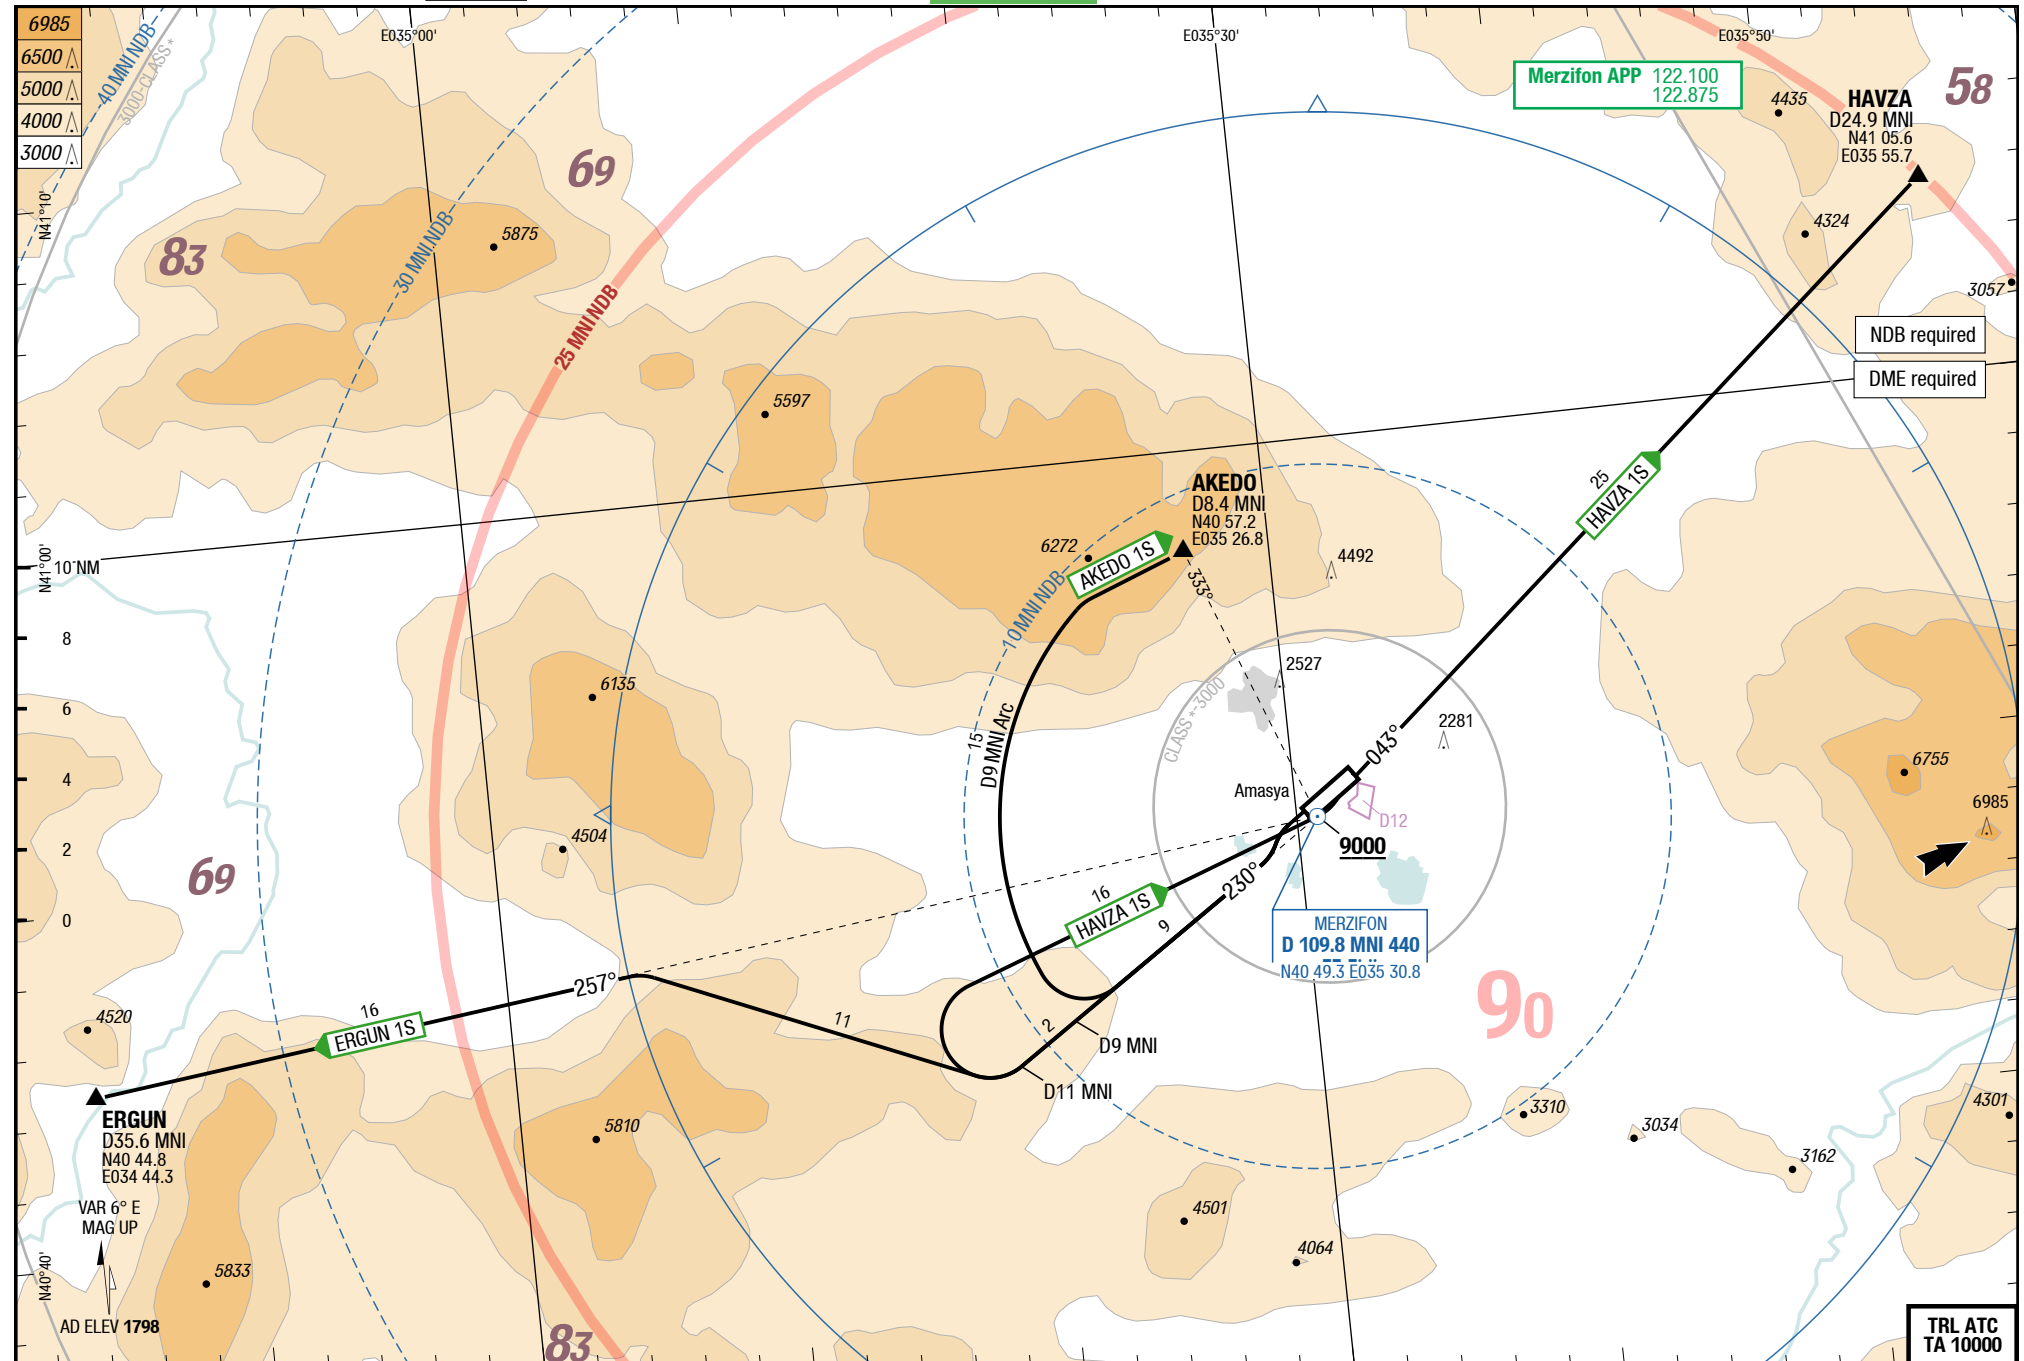 6985
6500
5000
4000
3000
40 MNI NDB
3000-CLASS *
E035°00'
E035°30'
E035°50'
Merzifon APP 122.100
122.875
58
4435
HAVZA
D24.9 MNI
N41 05.6
E035 55.7
4324
3057
NDB required
DME required
69
83
N41°10'
5875
30 MNI NDB
25 MNI NDB
5597
25
HAVZA 1S
AKEDO
D8.4 MNI
N40 57.2
E035 26.8
6272
AKEDO 1S
333°
4492
10 MNI NDB
N41°00'
10 NM
8
6
4
2
0
6135
2527
CLASS *-3000
2281
043°
15
D9 MNI Arc
6755
6985
Amasya
D12
9000
4504
69
16
HAVZA 1S
230°
9
MERZIFON
D 109.8 MNI 440
N40 49.3 E035 30.8
90
257°
16
ERGUN 1S
11
2
D9 MNI
D11 MNI
4520
ERGUN
D35.6 MNI
N40 44.8
E034 44.3
5810
3310
3034
3162
4301
VAR 6° E
MAG UP
4501
4064
N40°40'
5833
AD ELEV 1798
83
TRL ATC
TA 10000